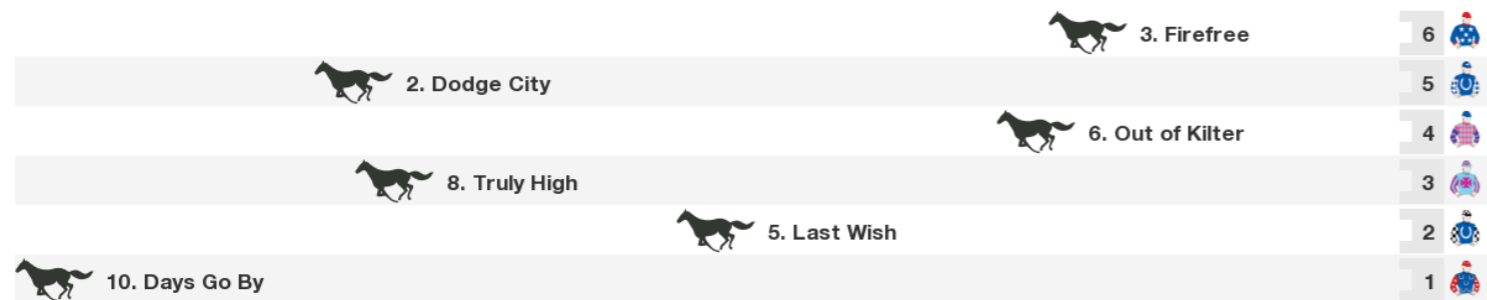 3. Firefree 6
2. Dodge City 5
6. Out of Kilter 4
8. Truly High 3
5. Last Wish 2
10. Days Go By 1